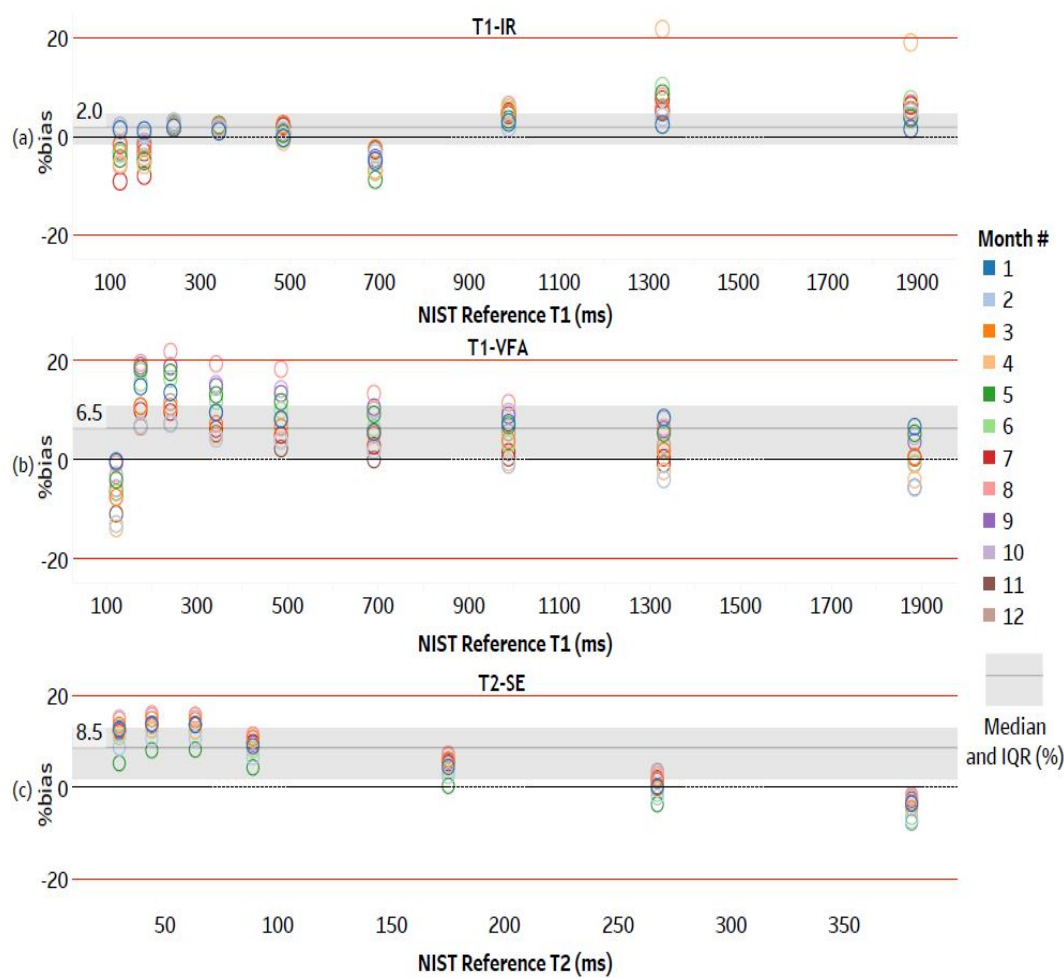 T1-IR
20
2.0
(a)
%bias
0
-20
100 300 500 700 900 1100 1300 1500 1700 1900
NIST Reference T1 (ms)
T1-VFA
20
6.5
(b)
%bias
0
-20
100 300 500 700 900 1100 1300 1500 1700 1900
NIST Reference T1 (ms)
T2-SE
20
8.5
(c)
%bias
0
-20
50 100 150 200 250 300 350
NIST Reference T2 (ms)
Month #
1
2
3
4
5
6
7
8
9
10
11
12
Median
and IQR (%)